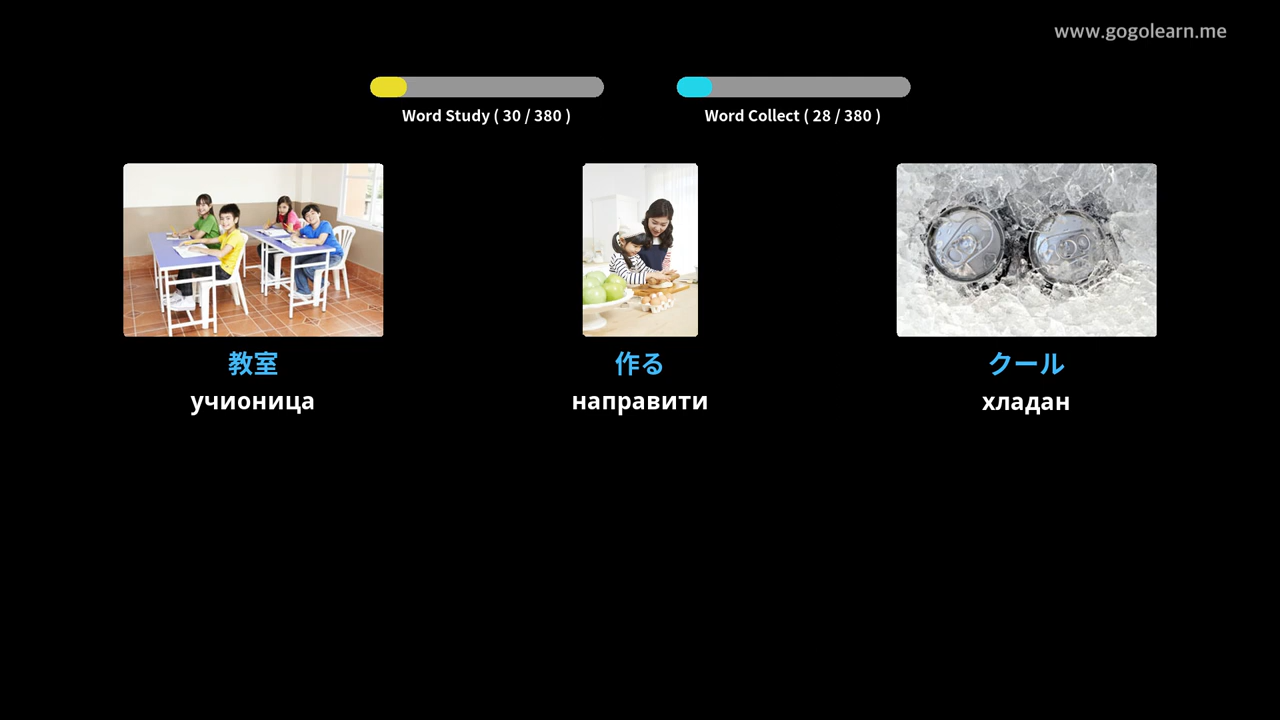 www.gogolearn.me
Word Study ( 30 / 380 )
Word Collect ( 28 / 380 )
教室
作る
クール
учионица
направити
хладан